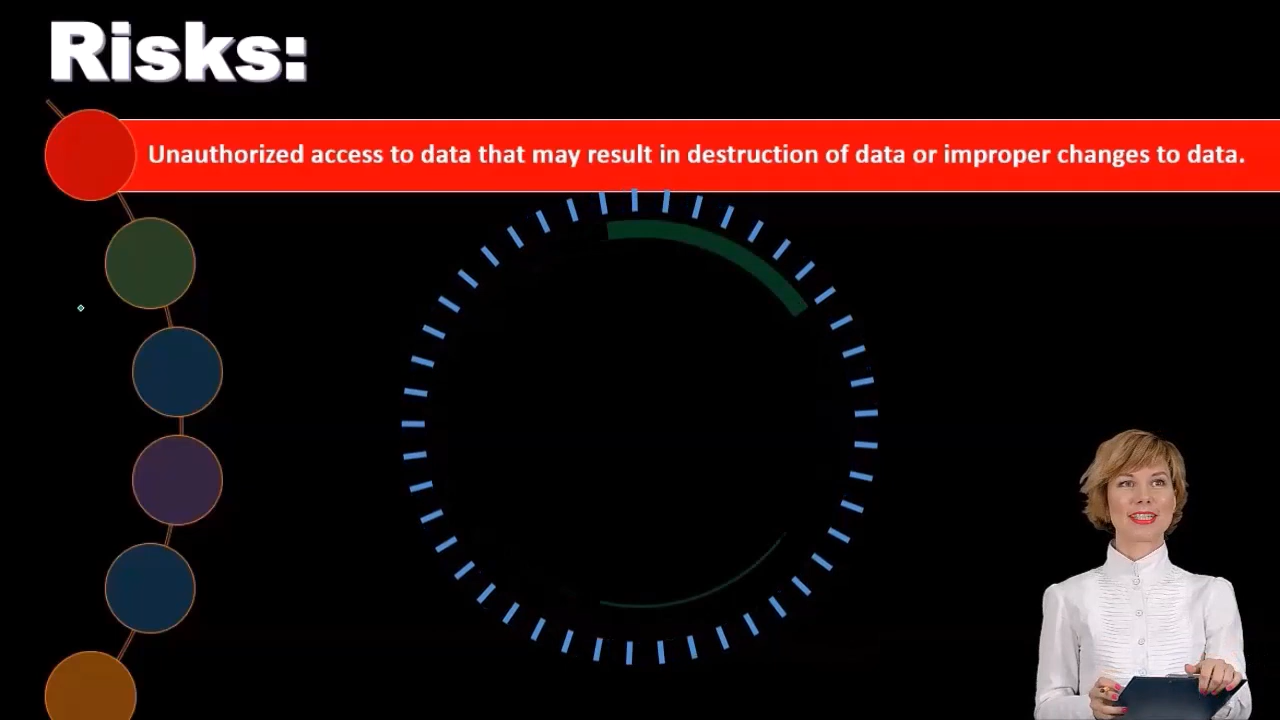 Risks:
Unauthorized access to data that may result in destruction of data or improper changes to data.